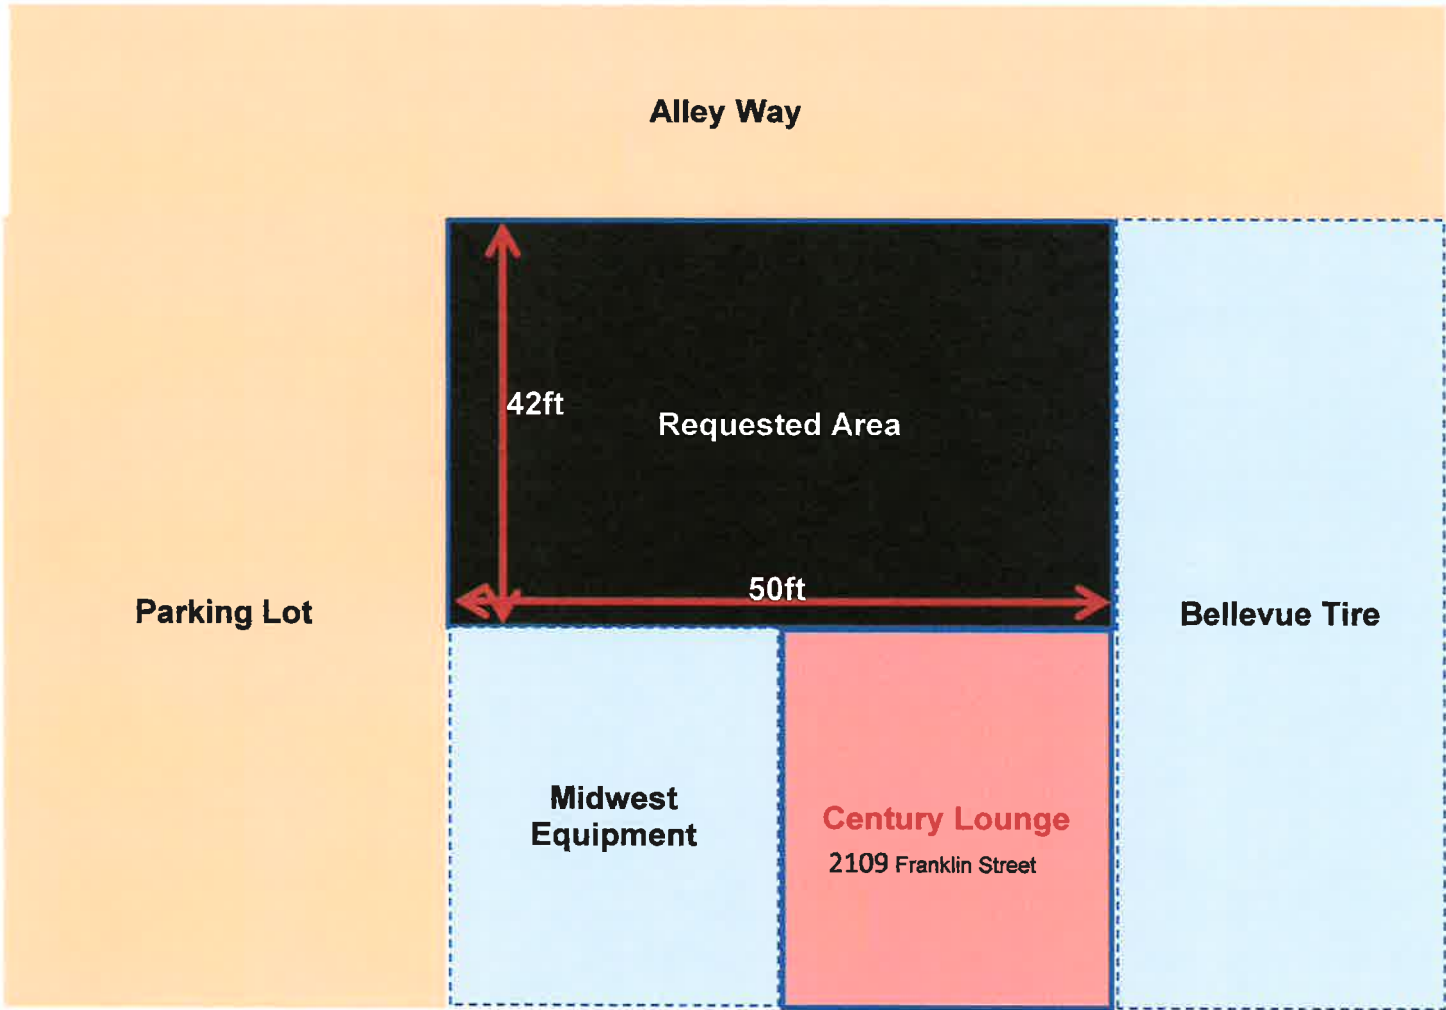 Alley Way
42ft
Requested Area
50ft
Parking Lot
Bellevue Tire
Midwest
Equipment
Century Lounge
2109 Franklin Street